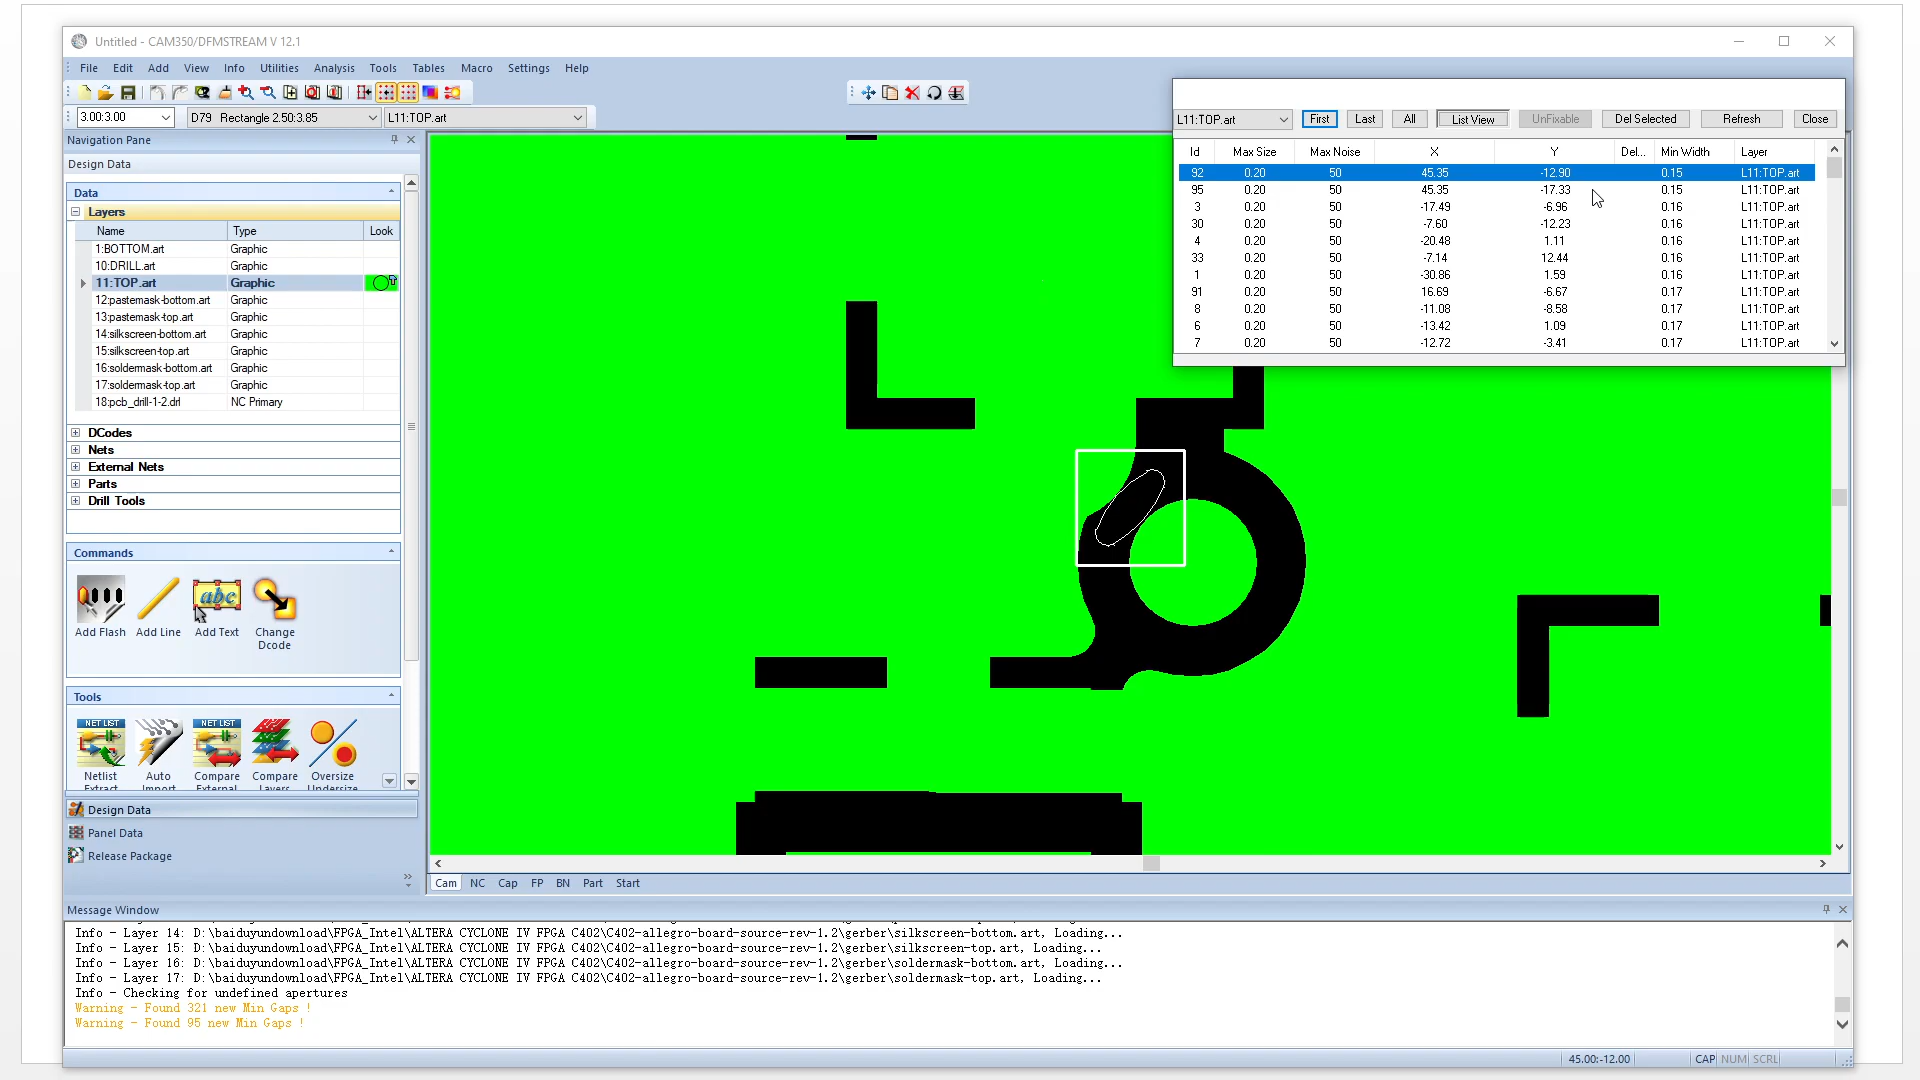 Untitled - CAM350/DFMSTREAM V 12.1
File Edit Add View Info Utilities Analysis Tools Tables Macro Settings Help
3.00:3.00 D79 Rectangle 2.50:3.85 L11:TOP.art
Navigation Pane
Design Data
Data
Layers
Name Type Look
1:BOTTOM.art Graphic
10:DRILL.art Graphic
11:TOP.art Graphic
12:pastemask-bottom.art Graphic
13:pastemask-top.art Graphic
14:silkscreen-bottom.art Graphic
15:silkscreen-top.art Graphic
16:soldermask-bottom.art Graphic
17:soldermask-top.art Graphic
18:pcb_drill-1-2.drl NC Primary
DCodes
Nets
External Nets
Parts
Drill Tools
Commands
abc
Add Flash Add Line Add Text Change Dcode
Tools
NET LIST NET LIST
Netlist Extract Auto Import Compare External Compare Layers Oversize Undersize
Design Data
Panel Data
Release Package
L11:TOP.art First Last All List View UnFixable Del Selected Refresh Close
Id Max Size Max Noise X Y Del... Min Width Layer
92 0.20 50 45.35 -12.90 0.15 L11:TOP.art
95 0.20 50 45.35 -17.33 0.15 L11:TOP.art
3 0.20 50 -17.49 -6.96 0.16 L11:TOP.art
30 0.20 50 -7.60 -12.23 0.16 L11:TOP.art
4 0.20 50 -20.48 1.11 0.16 L11:TOP.art
33 0.20 50 -7.14 12.44 0.16 L11:TOP.art
1 0.20 50 -30.86 1.59 0.16 L11:TOP.art
91 0.20 50 16.69 -6.67 0.17 L11:TOP.art
8 0.20 50 -11.08 -8.58 0.17 L11:TOP.art
6 0.20 50 -13.42 1.09 0.17 L11:TOP.art
7 0.20 50 -12.72 -3.41 0.17 L11:TOP.art
Cam NC Cap FP BN Part Start
Message Window
Info - Layer 14: D:\baiduyundownload\FPGA_Intel\ALTERA CYCLONE IV FPGA C402\C402-allegro-board-source-rev-1.2\gerber\silkscreen-bottom.art, Loading...
Info - Layer 15: D:\baiduyundownload\FPGA_Intel\ALTERA CYCLONE IV FPGA C402\C402-allegro-board-source-rev-1.2\gerber\silkscreen-top.art, Loading...
Info - Layer 16: D:\baiduyundownload\FPGA_Intel\ALTERA CYCLONE IV FPGA C402\C402-allegro-board-source-rev-1.2\gerber\soldermask-bottom.art, Loading...
Info - Layer 17: D:\baiduyundownload\FPGA_Intel\ALTERA CYCLONE IV FPGA C402\C402-allegro-board-source-rev-1.2\gerber\soldermask-top.art, Loading...
Info - Checking for undefined apertures
Warning - Found 321 new Min Gaps !
Warning - Found 95 new Min Gaps !
45.00:-12.00 CAP NUM SCRL